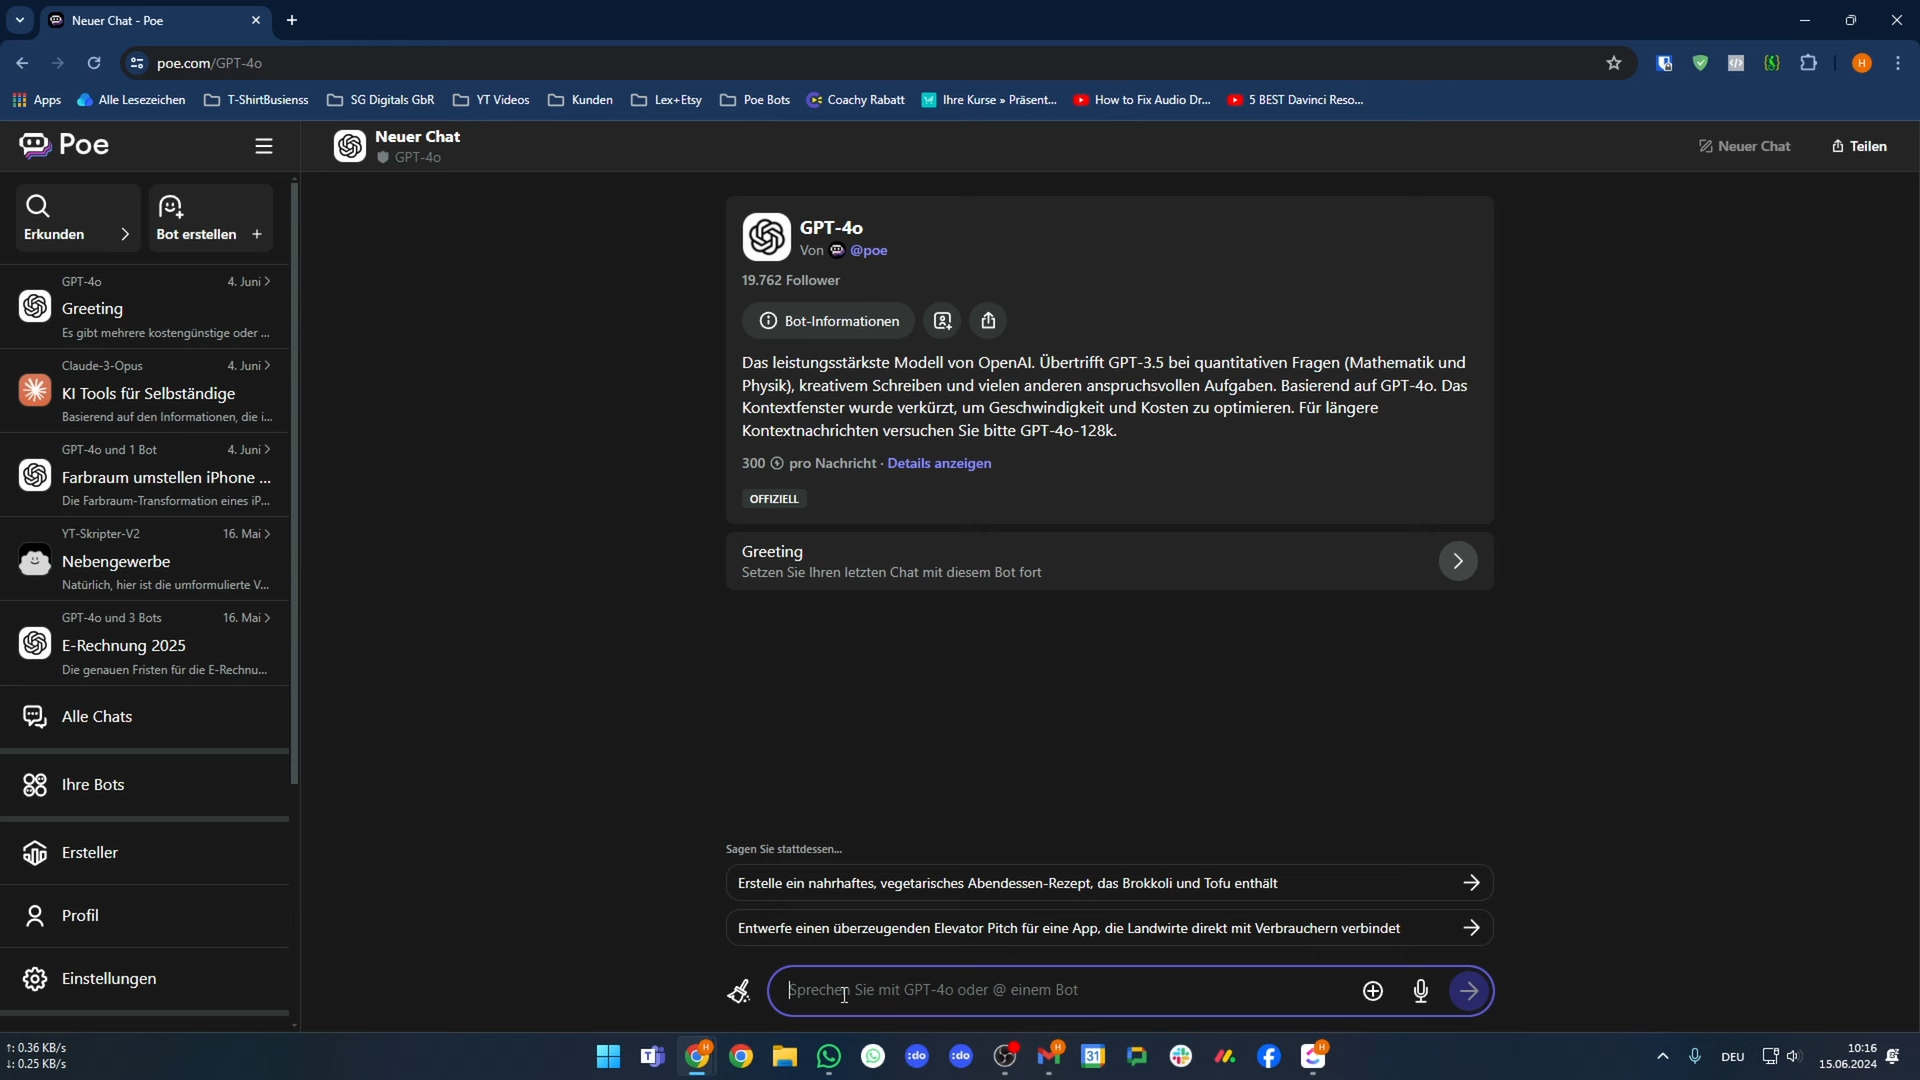 Neuer Chat - Poe
poe.com/GPT-4o
Apps
Alle Lesezeichen
T-ShirtBusienss
SG Digitals GbR
YT Videos
Kunden
Lex+Etsy
Poe Bots
Coachy Rabatt
Ihre Kurse » Präsent...
How to Fix Audio Dr...
5 BEST Davinci Reso...
Poe
Neuer Chat
GPT-4o
Neuer Chat
Teilen
Erkunden
Bot erstellen
GPT-4o
4. Juni
Greeting
Es gibt mehrere kostengünstige oder ...
Claude-3-Opus
4. Juni
KI Tools für Selbständige
Basierend auf den Informationen, die i...
GPT-4o und 1 Bot
4. Juni
Farbraum umstellen iPhone ...
Die Farbraum-Transformation eines iP...
YT-Skripter-V2
16. Mai
Nebengewerbe
Natürlich, hier ist die umformulierte V...
GPT-4o und 3 Bots
16. Mai
E-Rechnung 2025
Die genauen Fristen für die E-Rechnu...
Alle Chats
Ihre Bots
Ersteller
Profil
Einstellungen
GPT-4o
Von @poe
19.762 Follower
Bot-Informationen
Das leistungsstärkste Modell von OpenAI. Übertrifft GPT-3.5 bei quantitativen Fragen (Mathematik und
Physik), kreativem Schreiben und vielen anderen anspruchsvollen Aufgaben. Basierend auf GPT-4o. Das
Kontextfenster wurde verkürzt, um Geschwindigkeit und Kosten zu optimieren. Für längere
Kontextnachrichten versuchen Sie bitte GPT-4o-128k.
300 pro Nachricht · Details anzeigen
OFFIZIELL
Greeting
Setzen Sie Ihren letzten Chat mit diesem Bot fort
Sagen Sie stattdessen...
Erstelle ein nahrhaftes, vegetarisches Abendessen-Rezept, das Brokkoli und Tofu enthält
Entwerfe einen überzeugenden Elevator Pitch für eine App, die Landwirte direkt mit Verbrauchern verbindet
Sprechen Sie mit GPT-4o oder @ einem Bot
↑: 0.36 KB/s
↓: 0.25 KB/s
:do
:do
31
DEU
10:16
15.06.2024